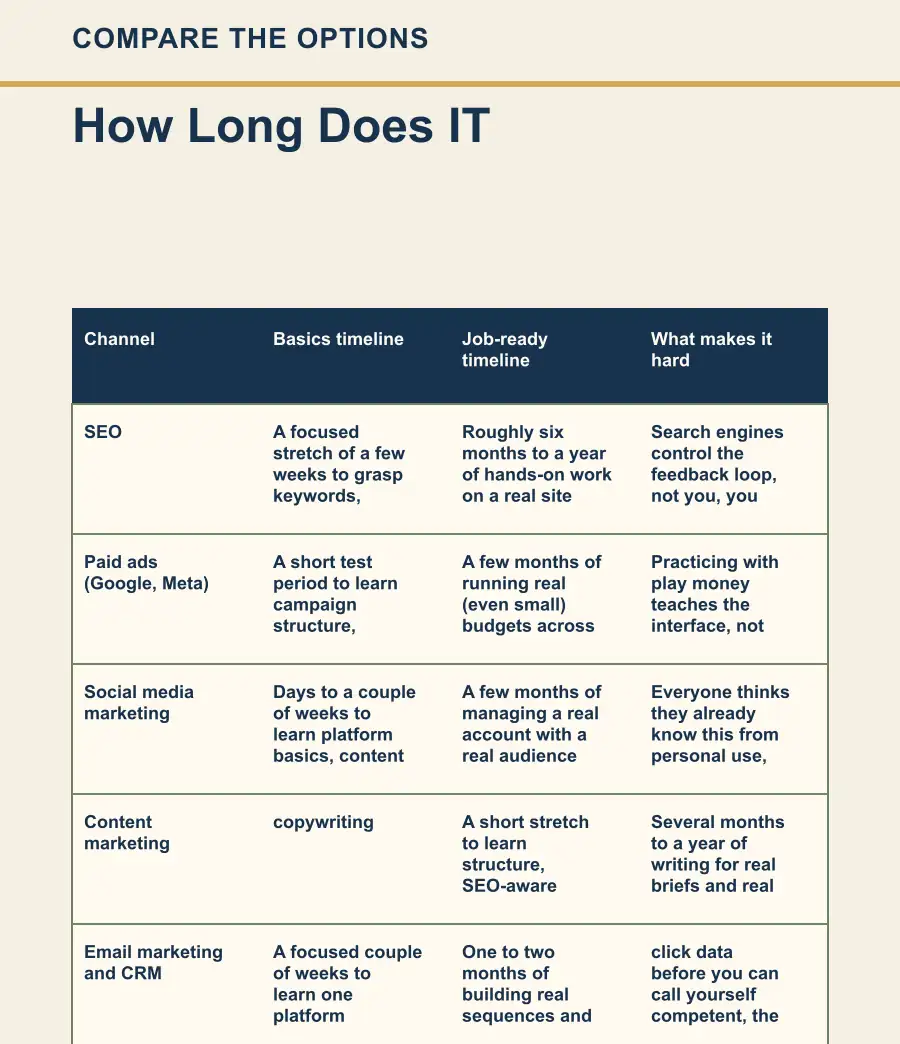 COMPARE THE OPTIONS
How Long Does IT
Channel
Basics timeline
Job-ready
timeline
What makes it
hard
SEO
A focused
stretch of a few
weeks to grasp
keywords,
Roughly six
months to a year
of hands-on work
on a real site
Search engines
control the
feedback loop,
not you, you
Paid ads
(Google, Meta)
A short test
period to learn
campaign
structure,
A few months of
running real
(even small)
budgets across
Practicing with
play money
teaches the
interface, not
Social media
marketing
Days to a couple
of weeks to
learn platform
basics, content
A few months of
managing a real
account with a
real audience
Everyone thinks
they already
know this from
personal use,
Content
marketing
copywriting
A short stretch
to learn
structure,
SEO-aware
Several months
to a year of
writing for real
briefs and real
Email marketing
and CRM
A focused couple
of weeks to
learn one
platform
One to two
months of
building real
sequences and
click data
before you can
call yourself
competent, the